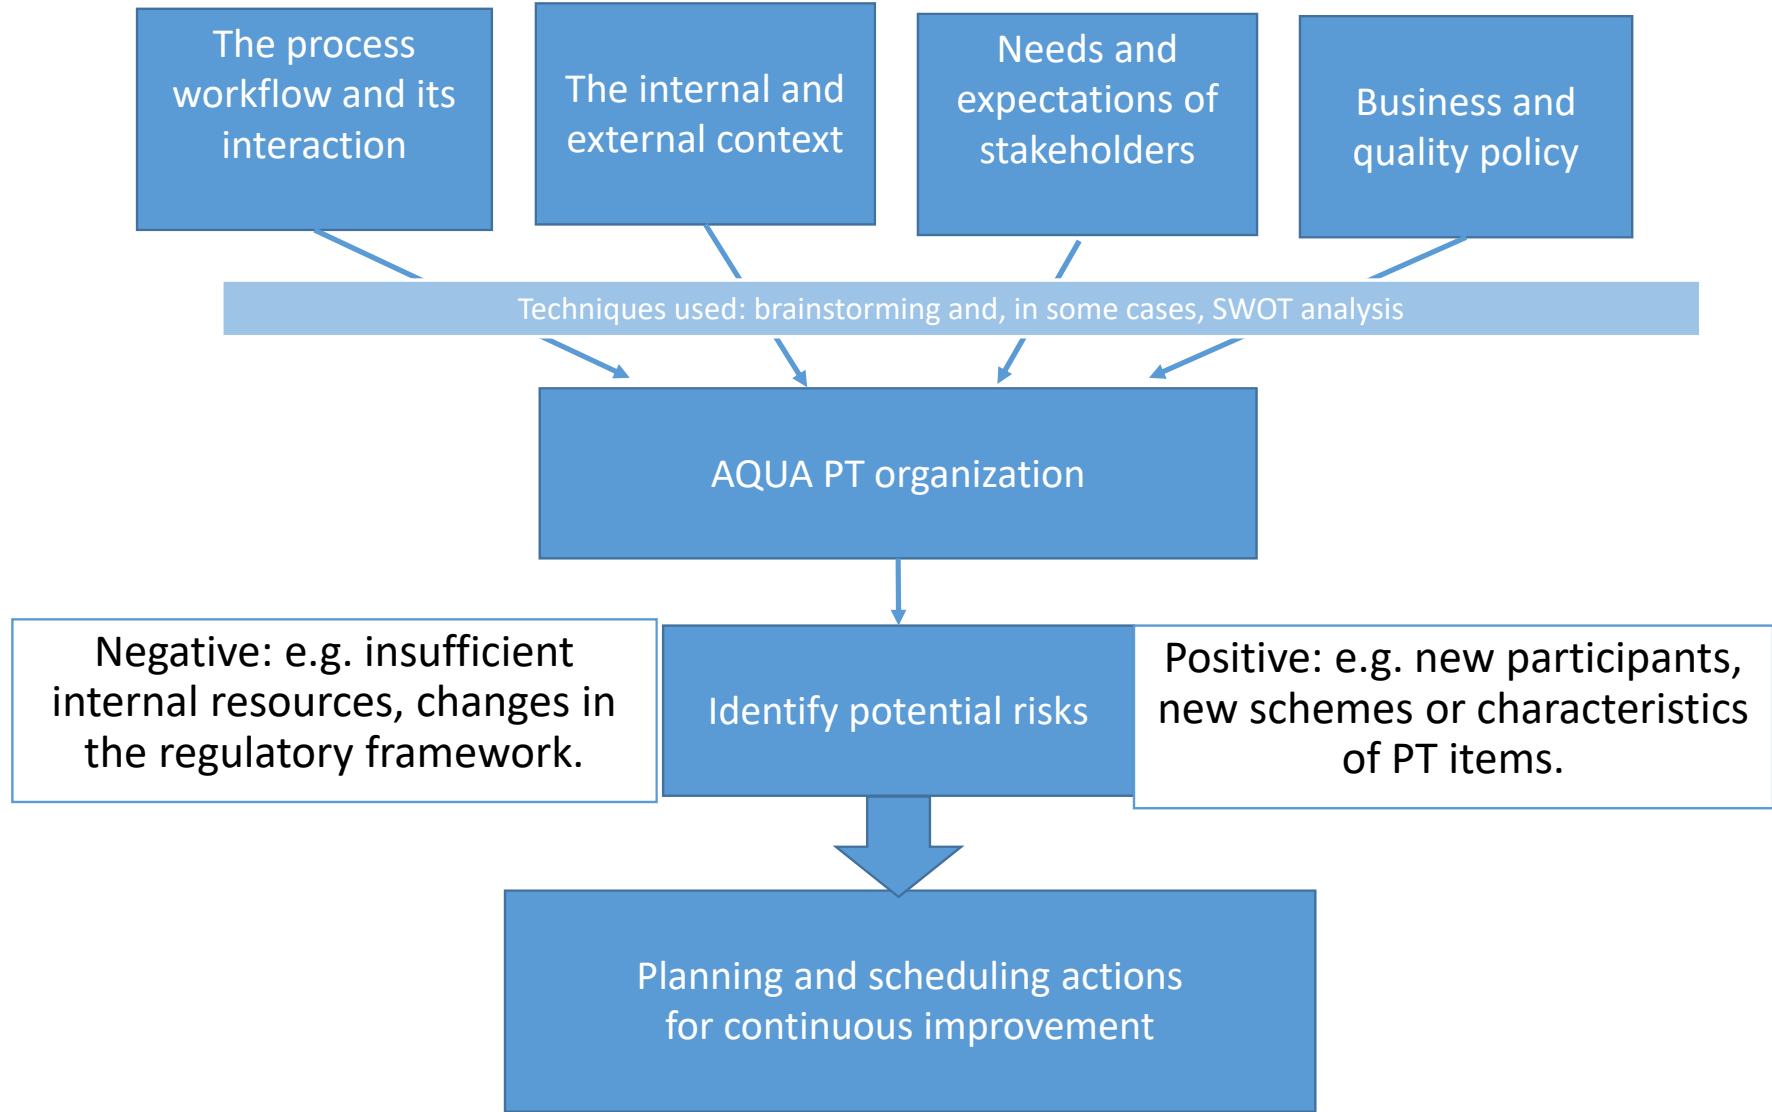 The process
workflow and its
interaction
The internal and
external context
Needs and
expectations of
stakeholders
Business and
quality policy
Techniques used: brainstorming and, in some cases, SWOT analysis
AQUA PT organization
Negative: e.g. insufficient
internal resources, changes in
the regulatory framework.
Identify potential risks
Positive: e.g. new participants,
new schemes or characteristics
of PT items.
Planning and scheduling actions
for continuous improvement